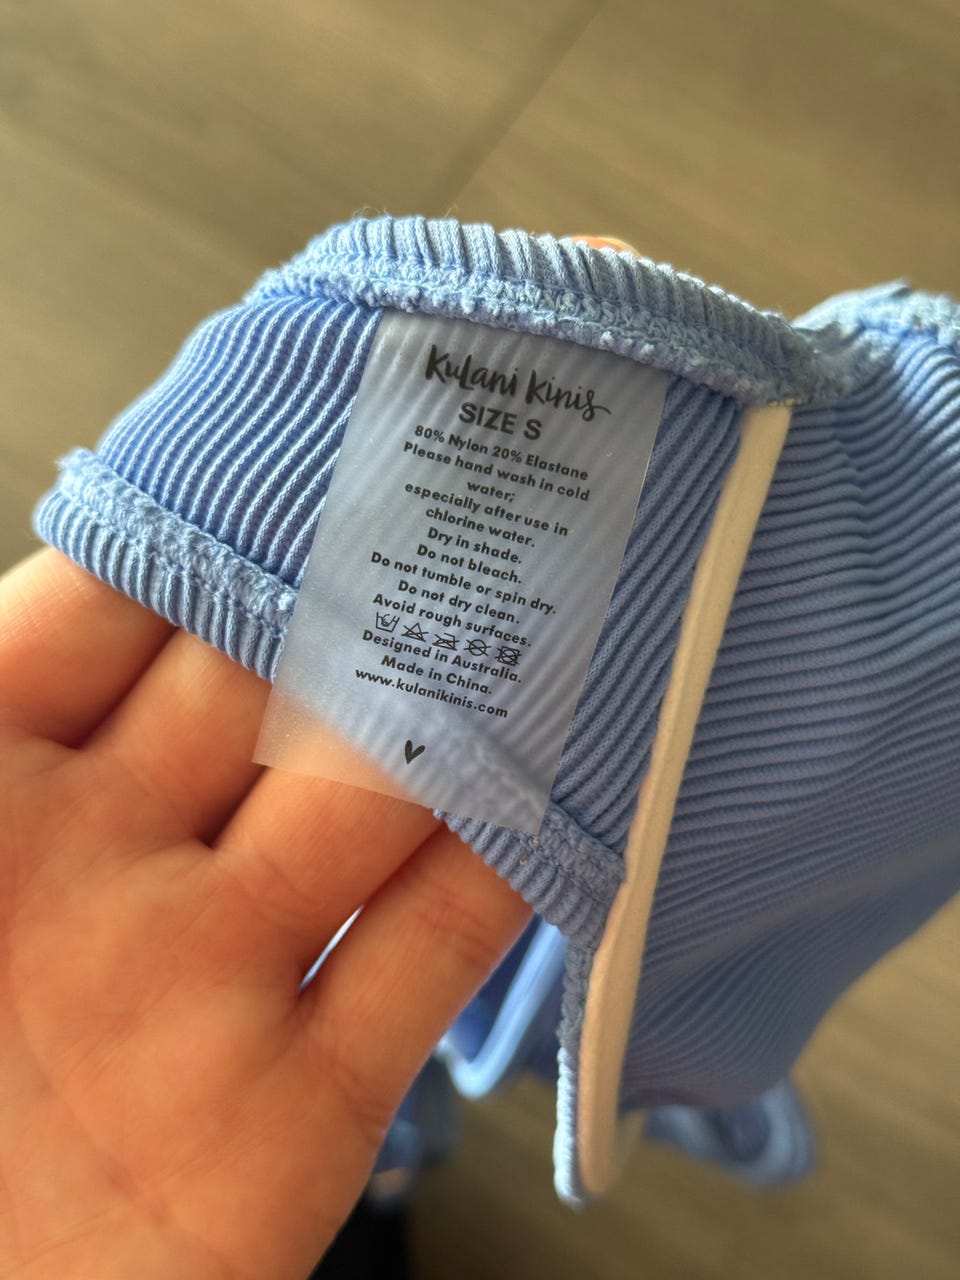 Kulani Kinis
SIZE S
80% Nylon 20% Elastane
Please hand wash in cold
water;
especially after use in
chlorine water.
Dry in shade.
Do not bleach.
Do not tumble or spin dry.
Do not dry clean.
Avoid rough surfaces.
Designed in Australia.
Made in China.
www.kulanikinis.com